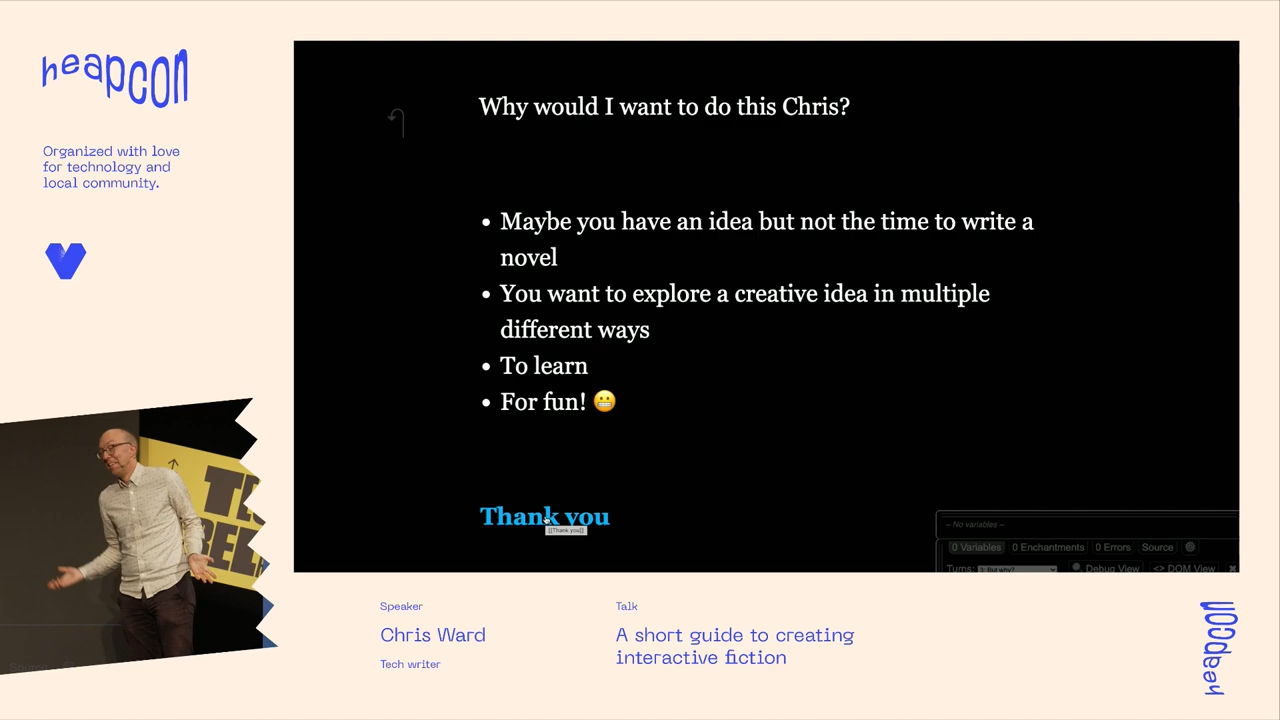 heapcon
Organized with love
for technology and
local community.
Why would I want to do this Chris?
• Maybe you have an idea but not the time to write a
novel
• You want to explore a creative idea in multiple
different ways
• To learn
• For fun! 😬
Thank you
[[Thank you]]
– No variables –
0 Variables 0 Enchantments 0 Errors Source
Turns: Debug View <> DOM View ✖
Speaker
Chris Ward
Tech writer
Talk
A short guide to creating
interactive fiction
heapcon